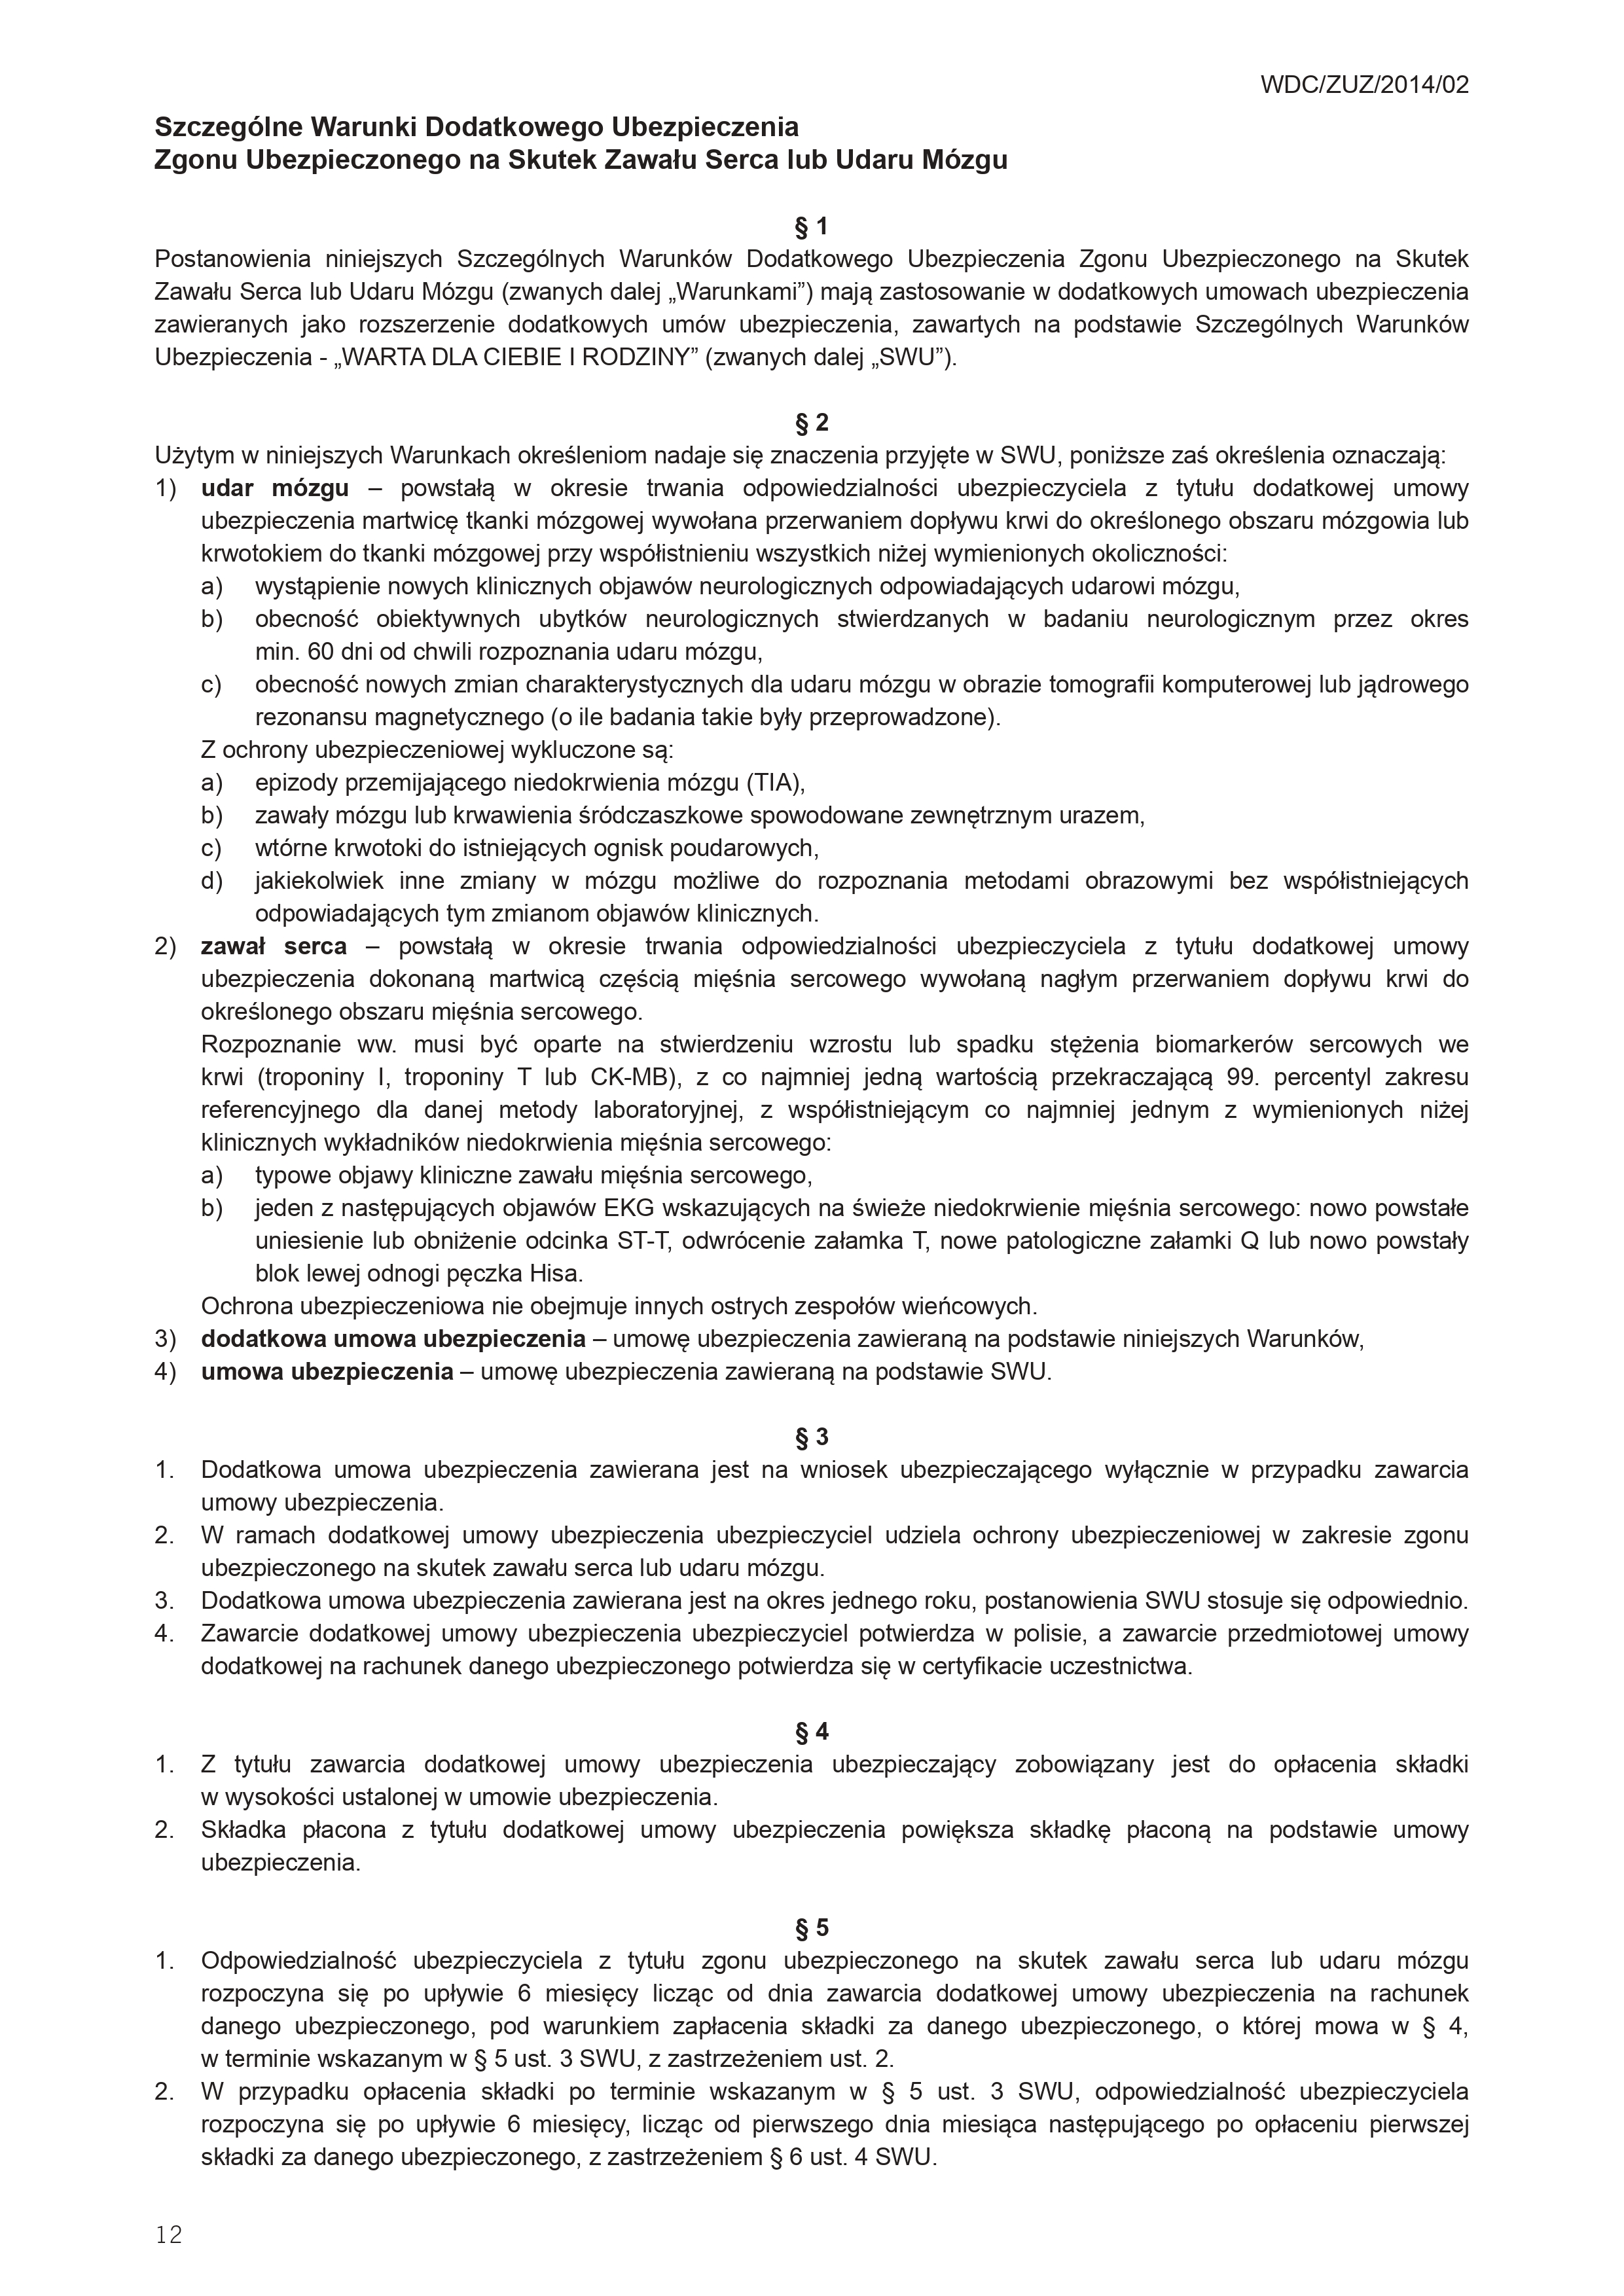 WDC/ZUZ/2014/02
Szczególne Warunki Dodatkowego Ubezpieczenia
Zgonu Ubezpieczonego na Skutek Zawału Serca lub Udaru Mózgu
§ 1
Postanowienia niniejszych Szczególnych Warunków Dodatkowego Ubezpieczenia Zgonu Ubezpieczonego na Skutek
Zawału Serca lub Udaru Mózgu (zwanych dalej „Warunkami”) mają zastosowanie w dodatkowych umowach ubezpieczenia
zawieranych jako rozszerzenie dodatkowych umów ubezpieczenia, zawartych na podstawie Szczególnych Warunków
Ubezpieczenia - „WARTA DLA CIEBIE I RODZINY” (zwanych dalej „SWU”).
§ 2
Użytym w niniejszych Warunkach określeniom nadaje się znaczenia przyjęte w SWU, poniższe zaś określenia oznaczają:
1) udar mózgu – powstałą w okresie trwania odpowiedzialności ubezpieczyciela z tytułu dodatkowej umowy
ubezpieczenia martwicę tkanki mózgowej wywołana przerwaniem dopływu krwi do określonego obszaru mózgowia lub
krwotokiem do tkanki mózgowej przy współistnieniu wszystkich niżej wymienionych okoliczności:
a) wystąpienie nowych klinicznych objawów neurologicznych odpowiadających udarowi mózgu,
b) obecność obiektywnych ubytków neurologicznych stwierdzanych w badaniu neurologicznym przez okres
min. 60 dni od chwili rozpoznania udaru mózgu,
c) obecność nowych zmian charakterystycznych dla udaru mózgu w obrazie tomografii komputerowej lub jądrowego
rezonansu magnetycznego (o ile badania takie były przeprowadzone).
Z ochrony ubezpieczeniowej wykluczone są:
a) epizody przemijającego niedokrwienia mózgu (TIA),
b) zawały mózgu lub krwawienia śródczaszkowe spowodowane zewnętrznym urazem,
c) wtórne krwotoki do istniejących ognisk poudarowych,
d) jakiekolwiek inne zmiany w mózgu możliwe do rozpoznania metodami obrazowymi bez współistniejących
odpowiadających tym zmianom objawów klinicznych.
2) zawał serca – powstałą w okresie trwania odpowiedzialności ubezpieczyciela z tytułu dodatkowej umowy
ubezpieczenia dokonaną martwicą częścią mięśnia sercowego wywołaną nagłym przerwaniem dopływu krwi do
określonego obszaru mięśnia sercowego.
Rozpoznanie ww. musi być oparte na stwierdzeniu wzrostu lub spadku stężenia biomarkerów sercowych we
krwi (troponiny I, troponiny T lub CK-MB), z co najmniej jedną wartością przekraczającą 99. percentyl zakresu
referencyjnego dla danej metody laboratoryjnej, z współistniejącym co najmniej jednym z wymienionych niżej
klinicznych wykładników niedokrwienia mięśnia sercowego:
a) typowe objawy kliniczne zawału mięśnia sercowego,
b) jeden z następujących objawów EKG wskazujących na świeże niedokrwienie mięśnia sercowego: nowo powstałe
uniesienie lub obniżenie odcinka ST-T, odwrócenie załamka T, nowe patologiczne załamki Q lub nowo powstały
blok lewej odnogi pęczka Hisa.
Ochrona ubezpieczeniowa nie obejmuje innych ostrych zespołów wieńcowych.
3) dodatkowa umowa ubezpieczenia – umowę ubezpieczenia zawieraną na podstawie niniejszych Warunków,
4) umowa ubezpieczenia – umowę ubezpieczenia zawieraną na podstawie SWU.
§ 3
1. Dodatkowa umowa ubezpieczenia zawierana jest na wniosek ubezpieczającego wyłącznie w przypadku zawarcia
umowy ubezpieczenia.
2. W ramach dodatkowej umowy ubezpieczenia ubezpieczyciel udziela ochrony ubezpieczeniowej w zakresie zgonu
ubezpieczonego na skutek zawału serca lub udaru mózgu.
3. Dodatkowa umowa ubezpieczenia zawierana jest na okres jednego roku, postanowienia SWU stosuje się odpowiednio.
4. Zawarcie dodatkowej umowy ubezpieczenia ubezpieczyciel potwierdza w polisie, a zawarcie przedmiotowej umowy
dodatkowej na rachunek danego ubezpieczonego potwierdza się w certyfikacie uczestnictwa.
§ 4
1. Z tytułu zawarcia dodatkowej umowy ubezpieczenia ubezpieczający zobowiązany jest do opłacenia składki
w wysokości ustalonej w umowie ubezpieczenia.
2. Składka płacona z tytułu dodatkowej umowy ubezpieczenia powiększa składkę płaconą na podstawie umowy
ubezpieczenia.
§ 5
1. Odpowiedzialność ubezpieczyciela z tytułu zgonu ubezpieczonego na skutek zawału serca lub udaru mózgu
rozpoczyna się po upływie 6 miesięcy licząc od dnia zawarcia dodatkowej umowy ubezpieczenia na rachunek
danego ubezpieczonego, pod warunkiem zapłacenia składki za danego ubezpieczonego, o której mowa w § 4,
w terminie wskazanym w § 5 ust. 3 SWU, z zastrzeżeniem ust. 2.
2. W przypadku opłacenia składki po terminie wskazanym w § 5 ust. 3 SWU, odpowiedzialność ubezpieczyciela
rozpoczyna się po upływie 6 miesięcy, licząc od pierwszego dnia miesiąca następującego po opłaceniu pierwszej
składki za danego ubezpieczonego, z zastrzeżeniem § 6 ust. 4 SWU.
12